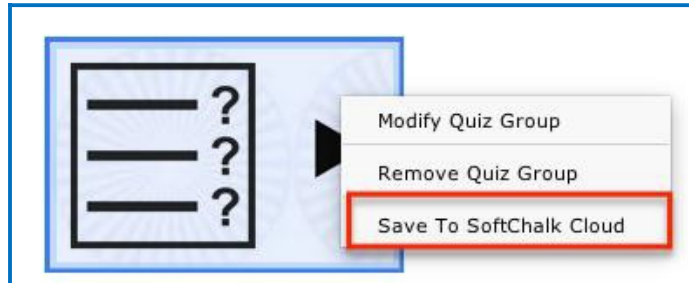 ?
?
?
Modify Quiz Group
Remove Quiz Group
Save To SoftChalk Cloud